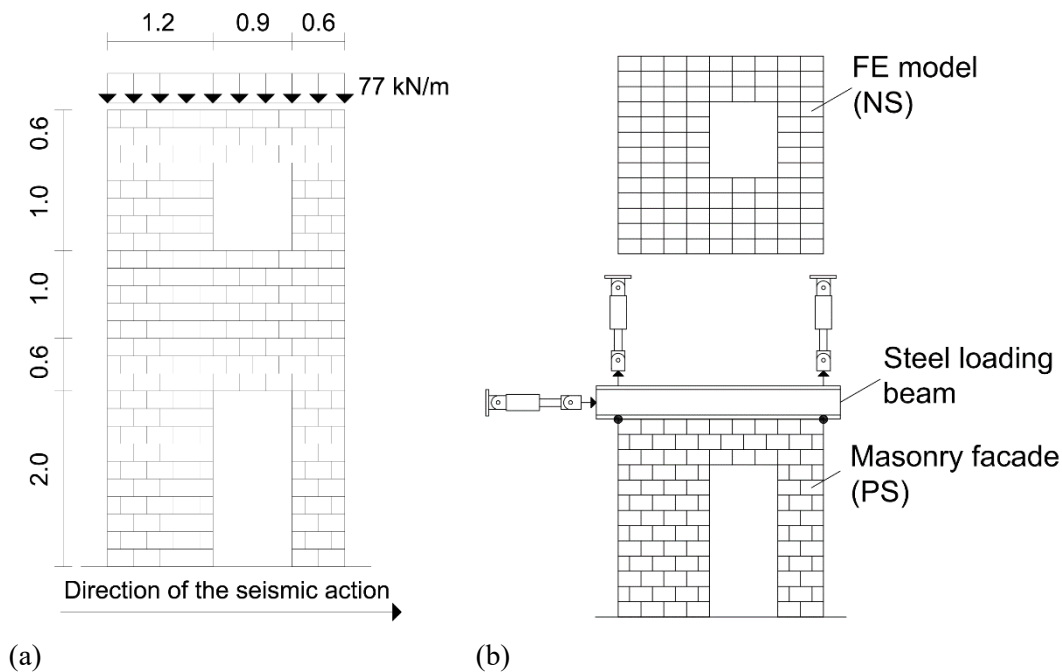 1.2 0.9 0.6
77 kN/m
0.6
1.0
1.0
0.6
2.0
Direction of the seismic action
(a)
FE model
(NS)
Steel loading
beam
Masonry facade
(PS)
(b)